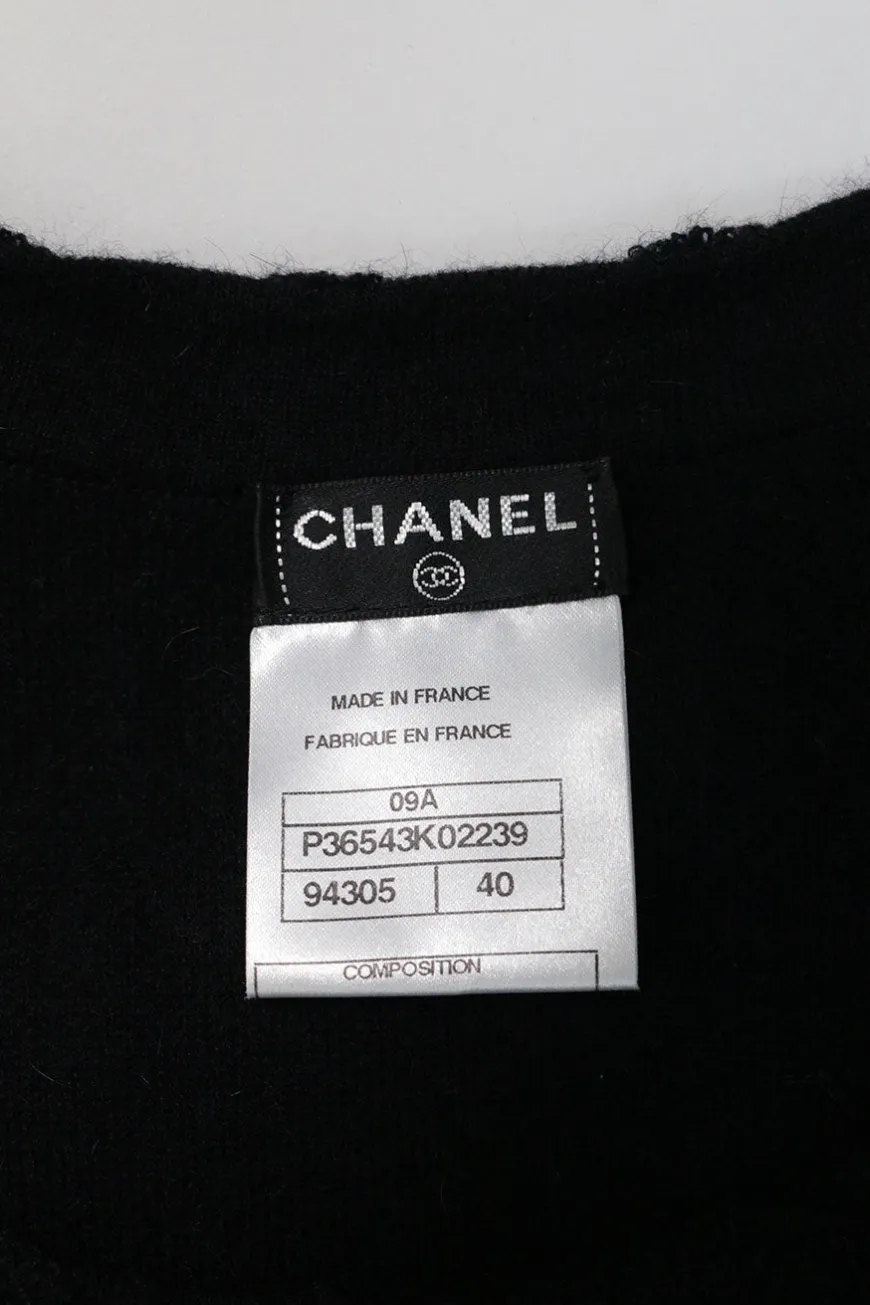 CHANEL
MADE IN FRANCE
FABRIQUE EN FRANCE
09A
P36543K02239
94305 40
COMPOSITION